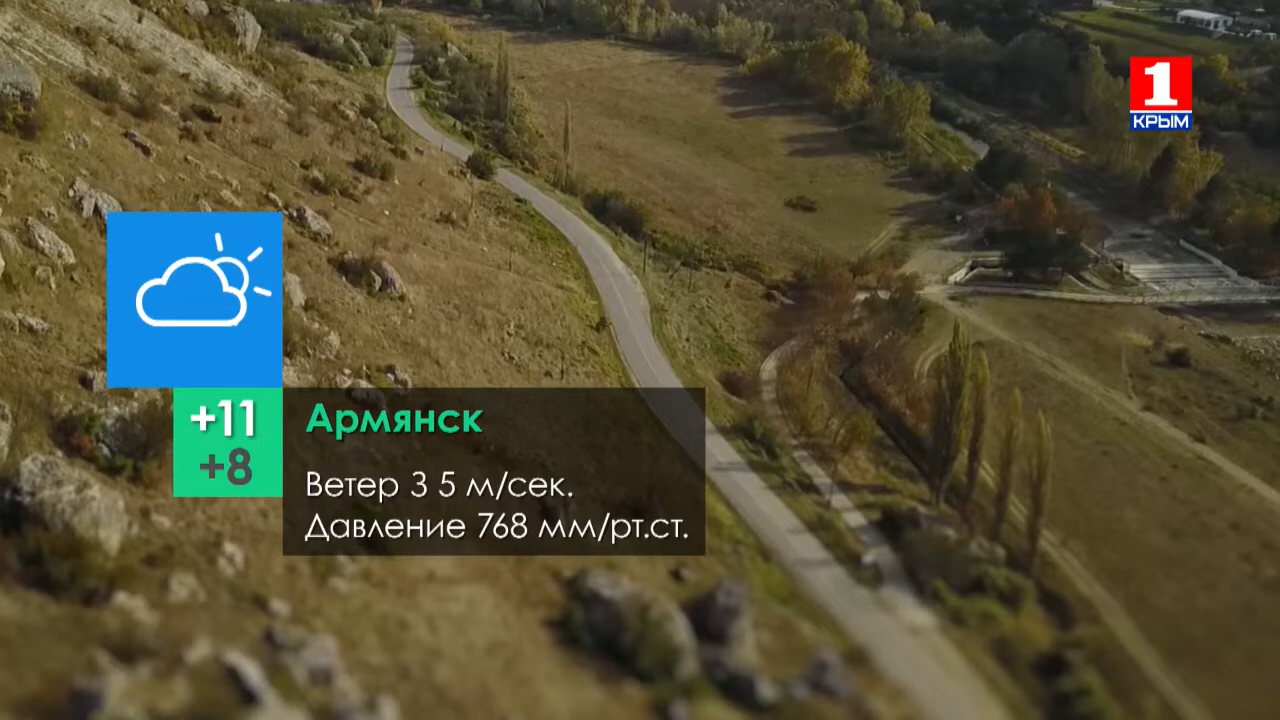 1
КРЫМ
+11
+8
Армянск
Ветер 3 5 м/сек.
Давление 768 мм/рт.ст.